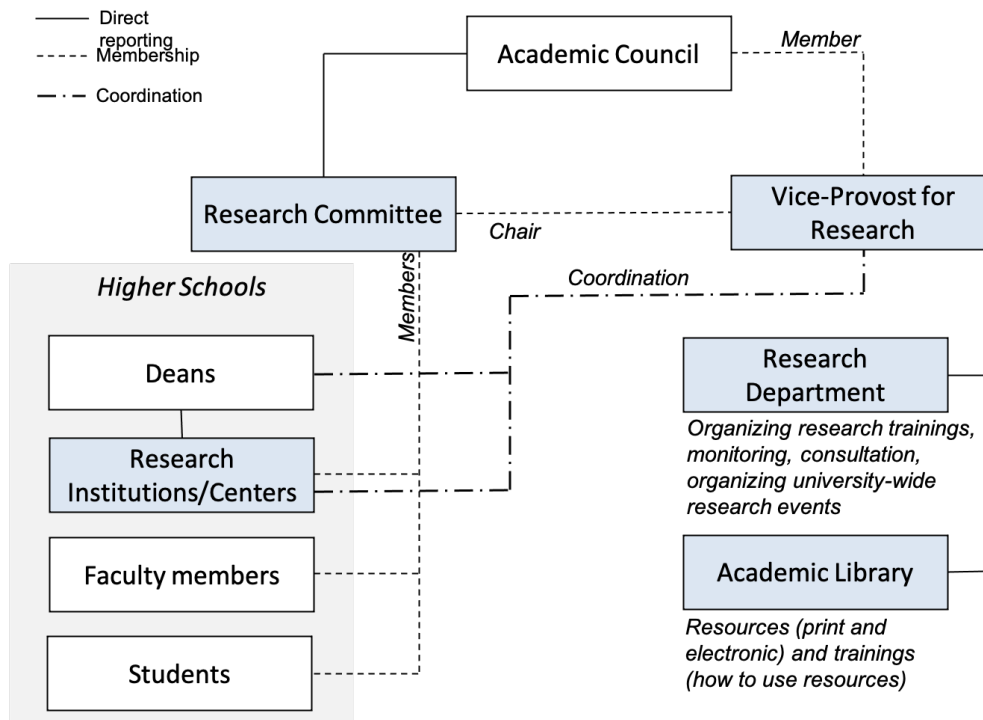 Direct
reporting
Membership
Coordination
Academic Council
Member
Research Committee
Chair
Vice-Provost for
Research
Members
Coordination
Higher Schools
Deans
Research
Institutions/Centers
Faculty members
Students
Research
Department
Organizing research trainings,
monitoring, consultation,
organizing university-wide
research events
Academic Library
Resources (print and
electronic) and trainings
(how to use resources)